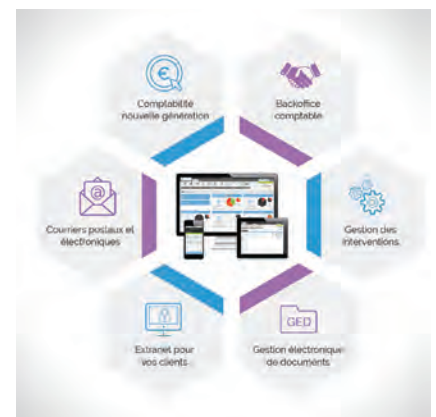 Comptabilité
nouvelle génération
Backoffice
comptable
Courriers postaux et
électroniques
Gestion des
interventions
Extranet pour
vos clients
GED
Gestion électronique
de documents